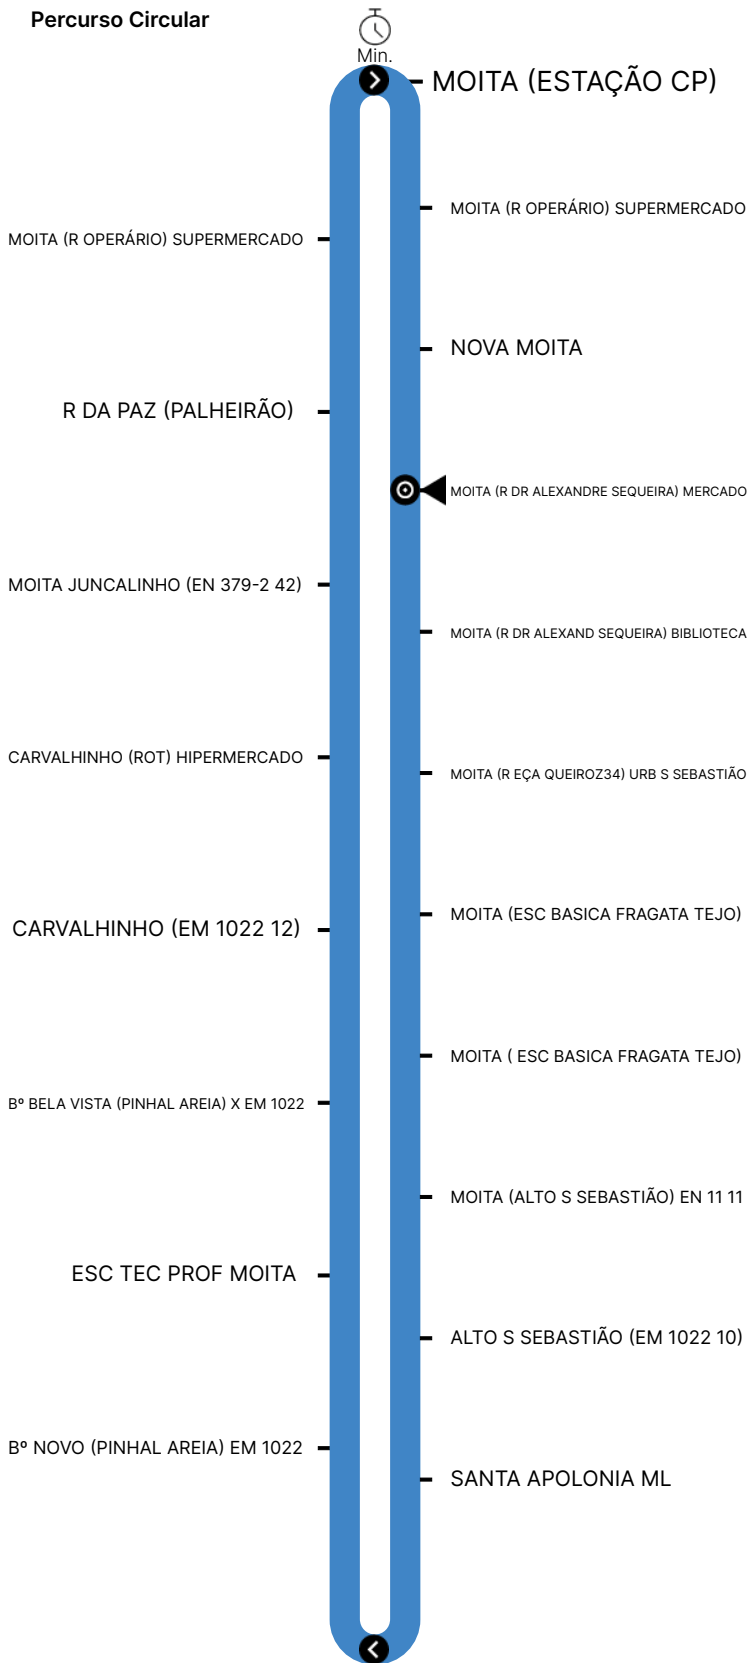 Percurso Circular
Min.
MOITA (ESTAÇÃO CP)
MOITA (R OPERÁRIO) SUPERMERCADO
NOVA MOITA
MOITA (R DR ALEXANDRE SEQUEIRA) MERCADO
MOITA (R DR ALEXAND SEQUEIRA) BIBLIOTECA
MOITA (R EÇA QUEIROZ34) URB S SEBASTIÃO
MOITA (ESC BASICA FRAGATA TEJO)
MOITA ( ESC BASICA FRAGATA TEJO)
MOITA (ALTO S SEBASTIÃO) EN 11 11
ALTO S SEBASTIÃO (EM 1022 10)
SANTA APOLONIA ML
MOITA (R OPERÁRIO) SUPERMERCADO
R DA PAZ (PALHEIRÃO)
MOITA JUNCALINHO (EN 379-2 42)
CARVALHINHO (ROT) HIPERMERCADO
CARVALHINHO (EM 1022 12)
Bº BELA VISTA (PINHAL AREIA) X EM 1022
ESC TEC PROF MOITA
Bº NOVO (PINHAL AREIA) EM 1022